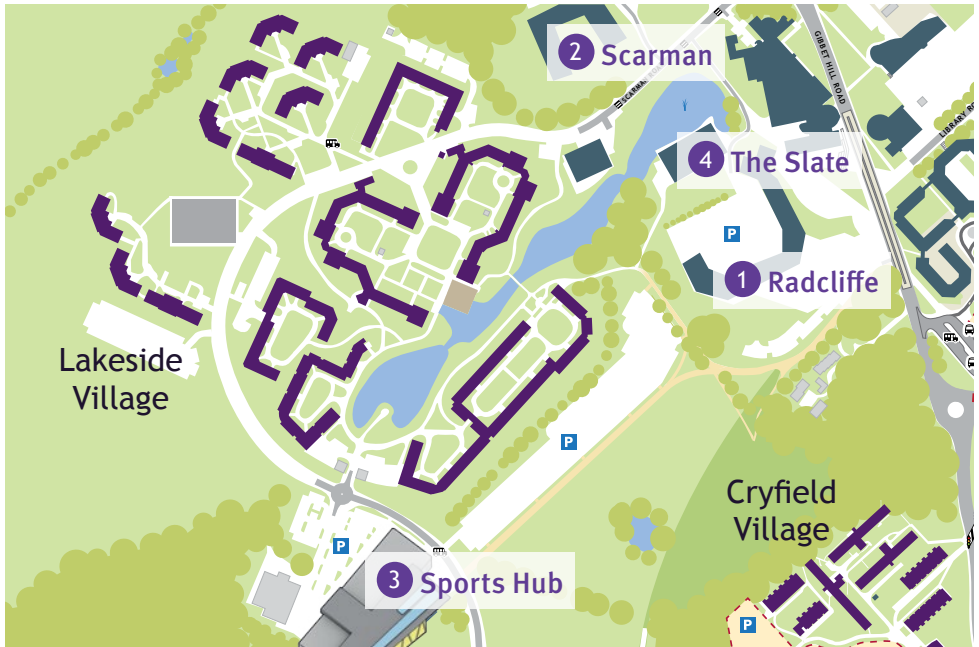 2 Scarman
SCARMAN
GIBBET HILL ROAD
LIBRARY RO
4 The Slate
P
1 Radcliffe
Lakeside
Village
P
Cryfield
Village
P
3 Sports Hub
P